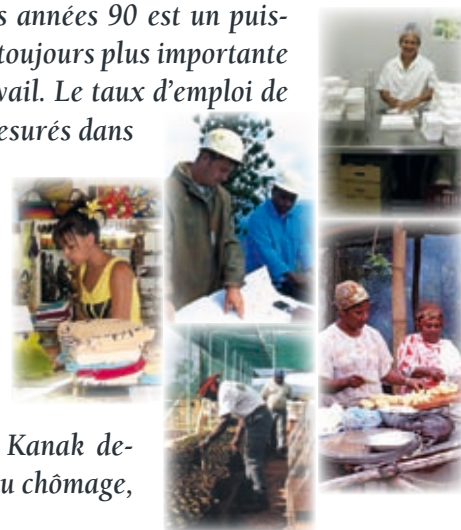 s années 90 est un puis-
toujours plus importante
vail. Le taux d'emploi de
esurés dans
Kanak de-
u chômage,